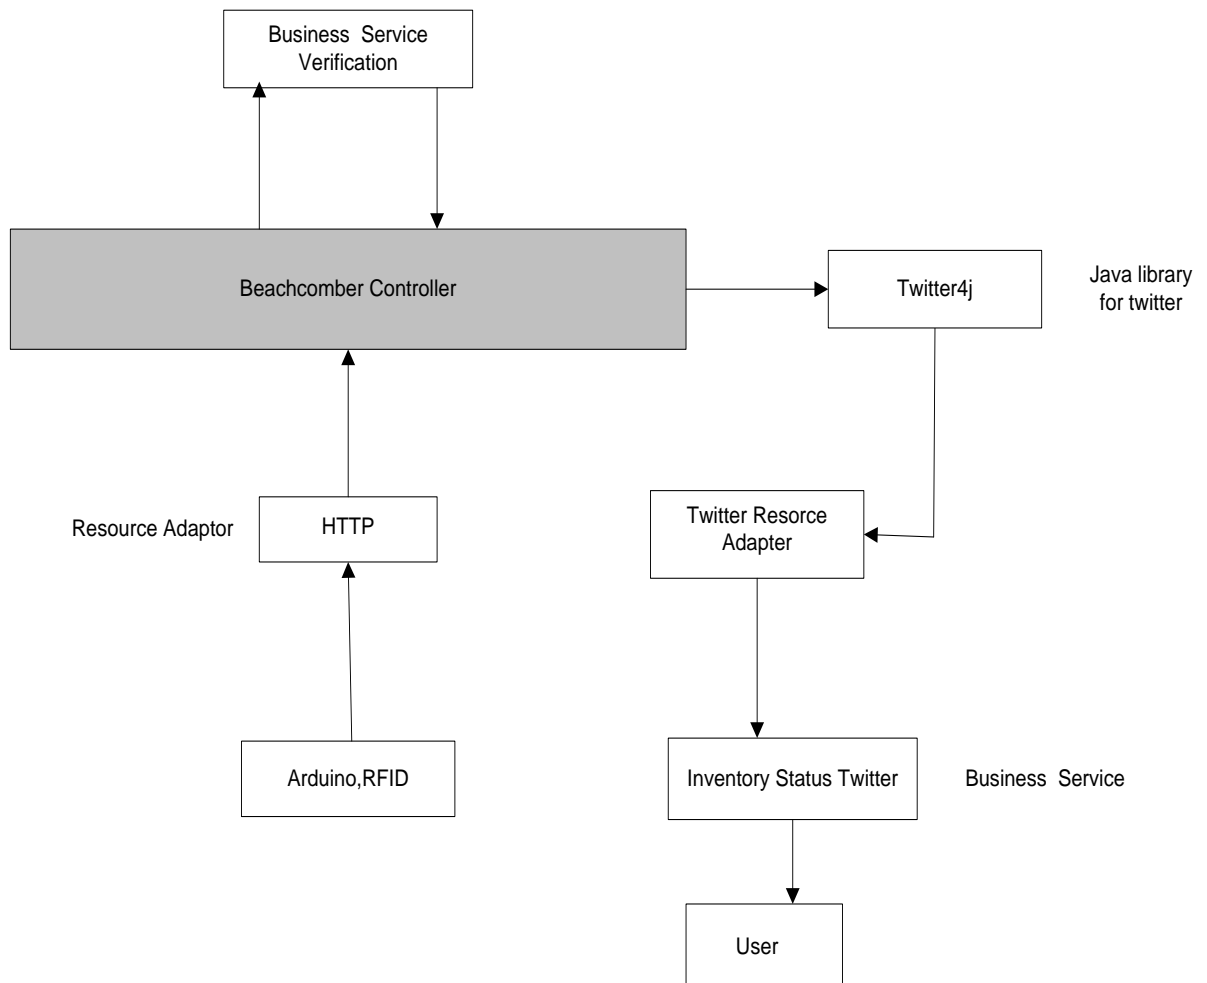 Business Service
Verification
Beachcomber Controller
Twitter4j
Java library
for twitter
Resource Adaptor
HTTP
Twitter Resorce
Adapter
Arduino,RFID
Inventory Status Twitter
Business Service
User